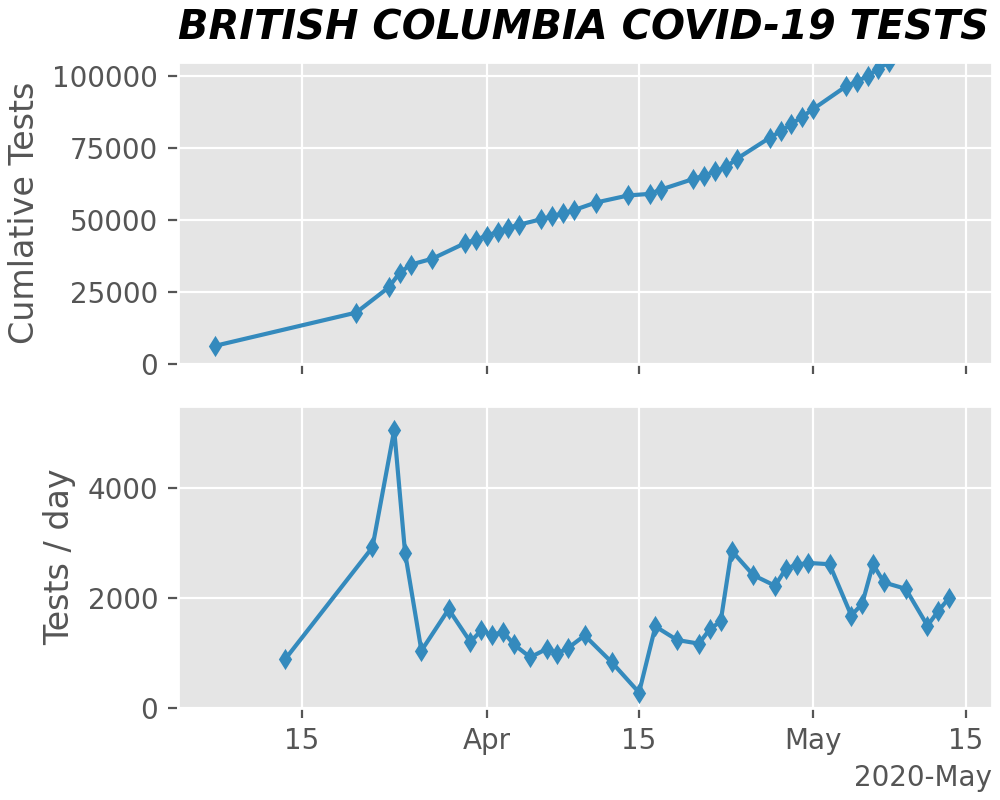 BRITISH COLUMBIA COVID-19 TESTS
Cumlative Tests
100000
75000
50000
25000
0
Tests / day
4000
2000
0
15 Apr 15 May 15
2020-May